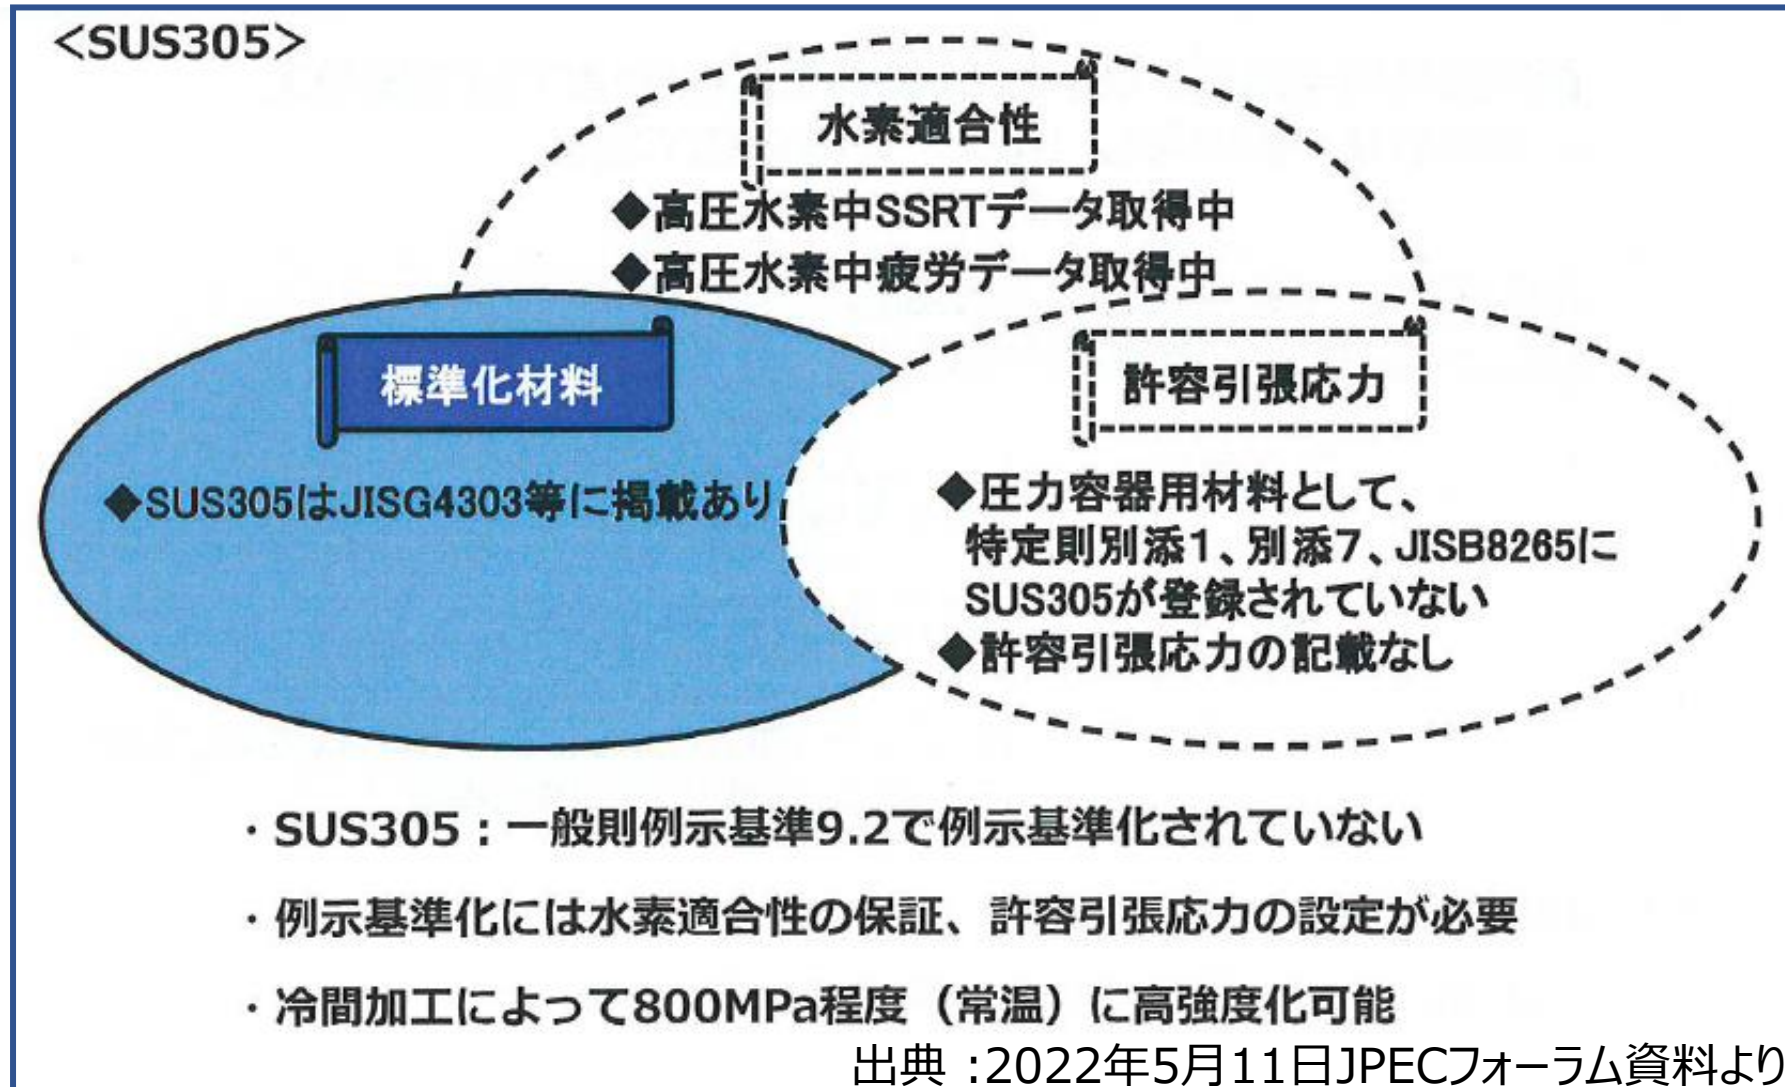 ＜SUS305＞
水素適合性
◆高圧水素中SSRTデータ取得中
◆高圧水素中疲労データ取得中
標準化材料
◆SUS305はJISG4303等に掲載あり
許容引張応力
◆圧力容器用材料として、
特定則別添1、別添7、JISB8265に
SUS305が登録されていない
◆許容引張応力の記載なし
・SUS305：一般則例示基準9.2で例示基準化されていない
・例示基準化には水素適合性の保証、許容引張応力の設定が必要
・冷間加工によって800MPa程度（常温）に高強度化可能
出典：2022年5月11日JPECフォーラム資料より